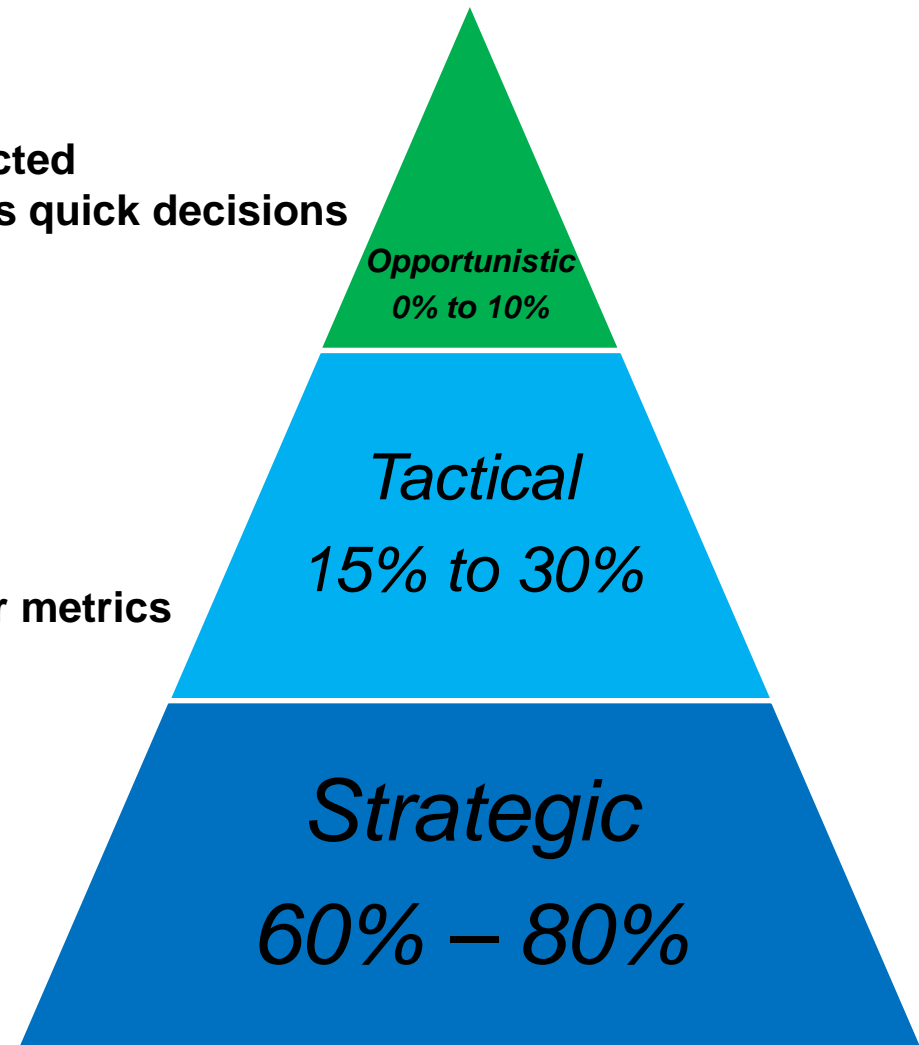 cted
s quick decisions
Opportunistic
0% to 10%
Tactical
15% to 30%
r metrics
Strategic
60% – 80%